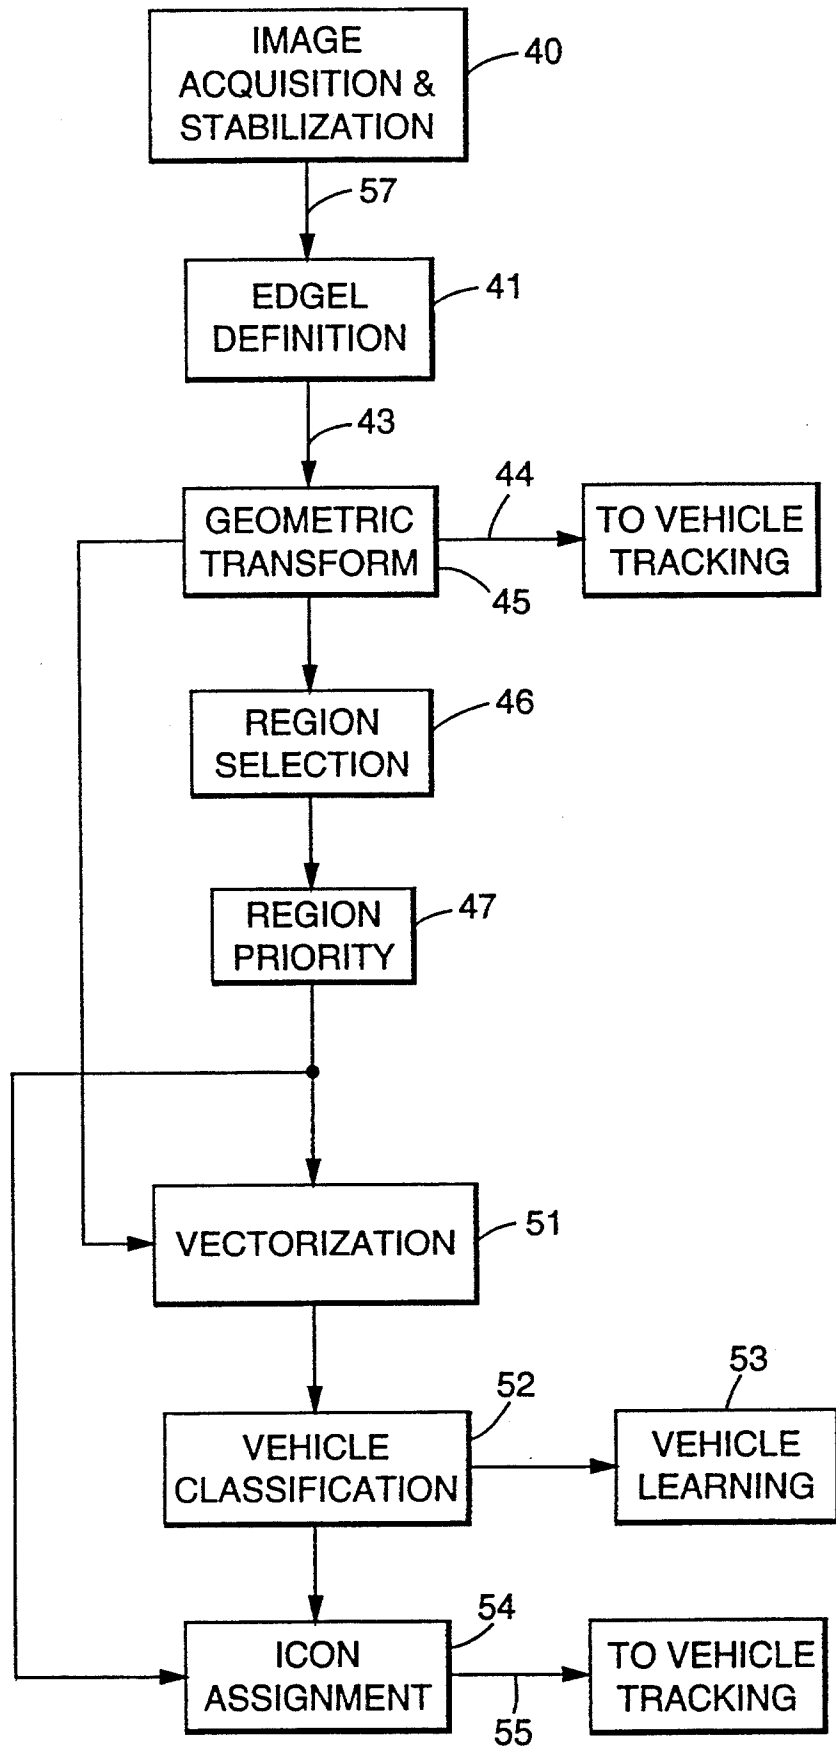 IMAGE
ACQUISITION &
STABILIZATION
40
57
EDGEL
DEFINITION
41
43
GEOMETRIC
TRANSFORM
44
45
TO VEHICLE
TRACKING
REGION
SELECTION
46
REGION
PRIORITY
47
VECTORIZATION
51
VEHICLE
CLASSIFICATION
52
53
VEHICLE
LEARNING
ICON
ASSIGNMENT
54
55
TO VEHICLE
TRACKING